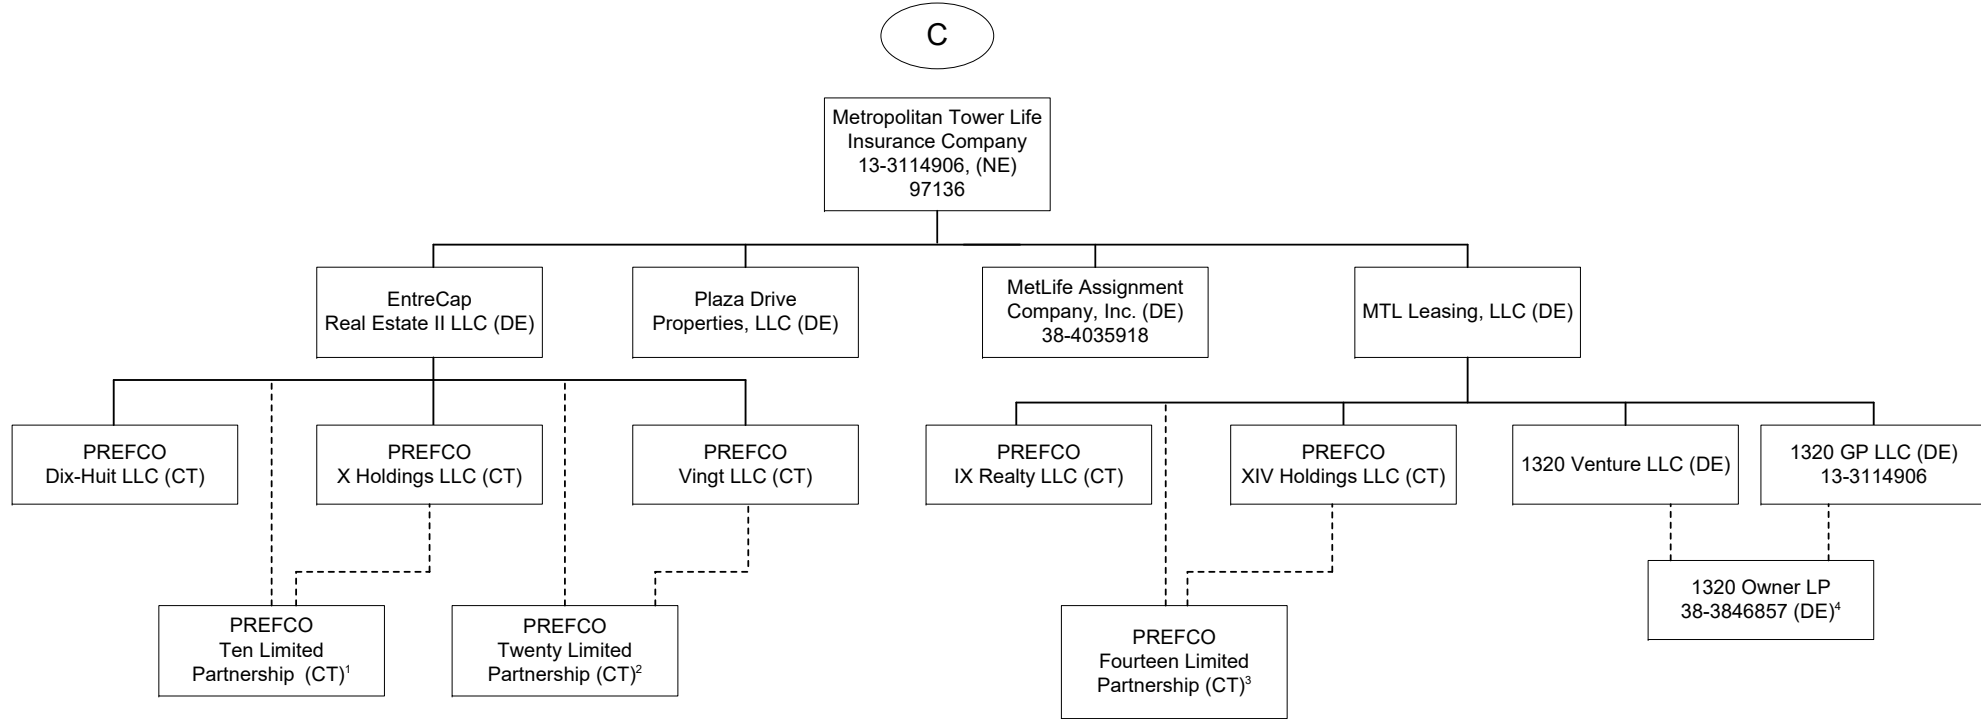 C
Metropolitan Tower Life
Insurance Company
13-3114906, (NE)
97136
EntreCap
Real Estate II LLC (DE)
Plaza Drive
Properties, LLC (DE)
MetLife Assignment
Company, Inc. (DE)
38-4035918
MTL Leasing, LLC (DE)
PREFCO
Dix-Huit LLC (CT)
PREFCO
X Holdings LLC (CT)
PREFCO
Vingt LLC (CT)
PREFCO
IX Realty LLC (CT)
PREFCO
XIV Holdings LLC (CT)
1320 Venture LLC (DE)
1320 GP LLC (DE)
13-3114906
PREFCO
Ten Limited
Partnership (CT)¹
PREFCO
Twenty Limited
Partnership (CT)²
PREFCO
Fourteen Limited
Partnership (CT)³
1320 Owner LP
38-3846857 (DE)⁴